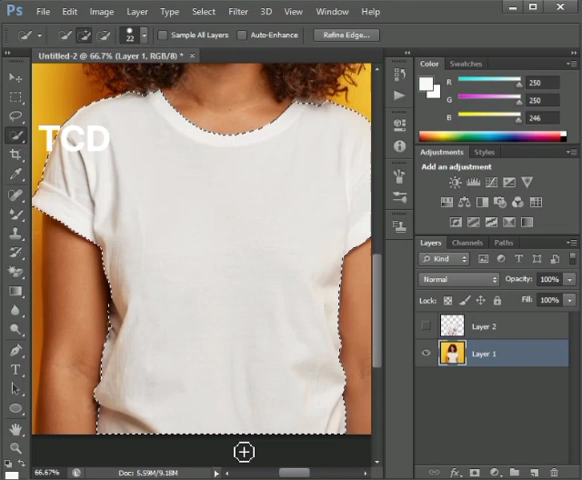 Ps File Edit Image Layer Type Select Filter 3D View Window Help
22 Sample All Layers Auto-Enhance Refine Edge...
Untitled-2 @ 66.7% (Layer 1, RGB/8) * ×
TCD
Color Swatches
R 250
G 250
B 246
Adjustments Styles
Add an adjustment
Layers Channels Paths
Kind
Normal Opacity: 100%
Lock: Fill: 100%
Layer 2
Layer 1
66.67% Doc: 5.59M/9.18M
fx